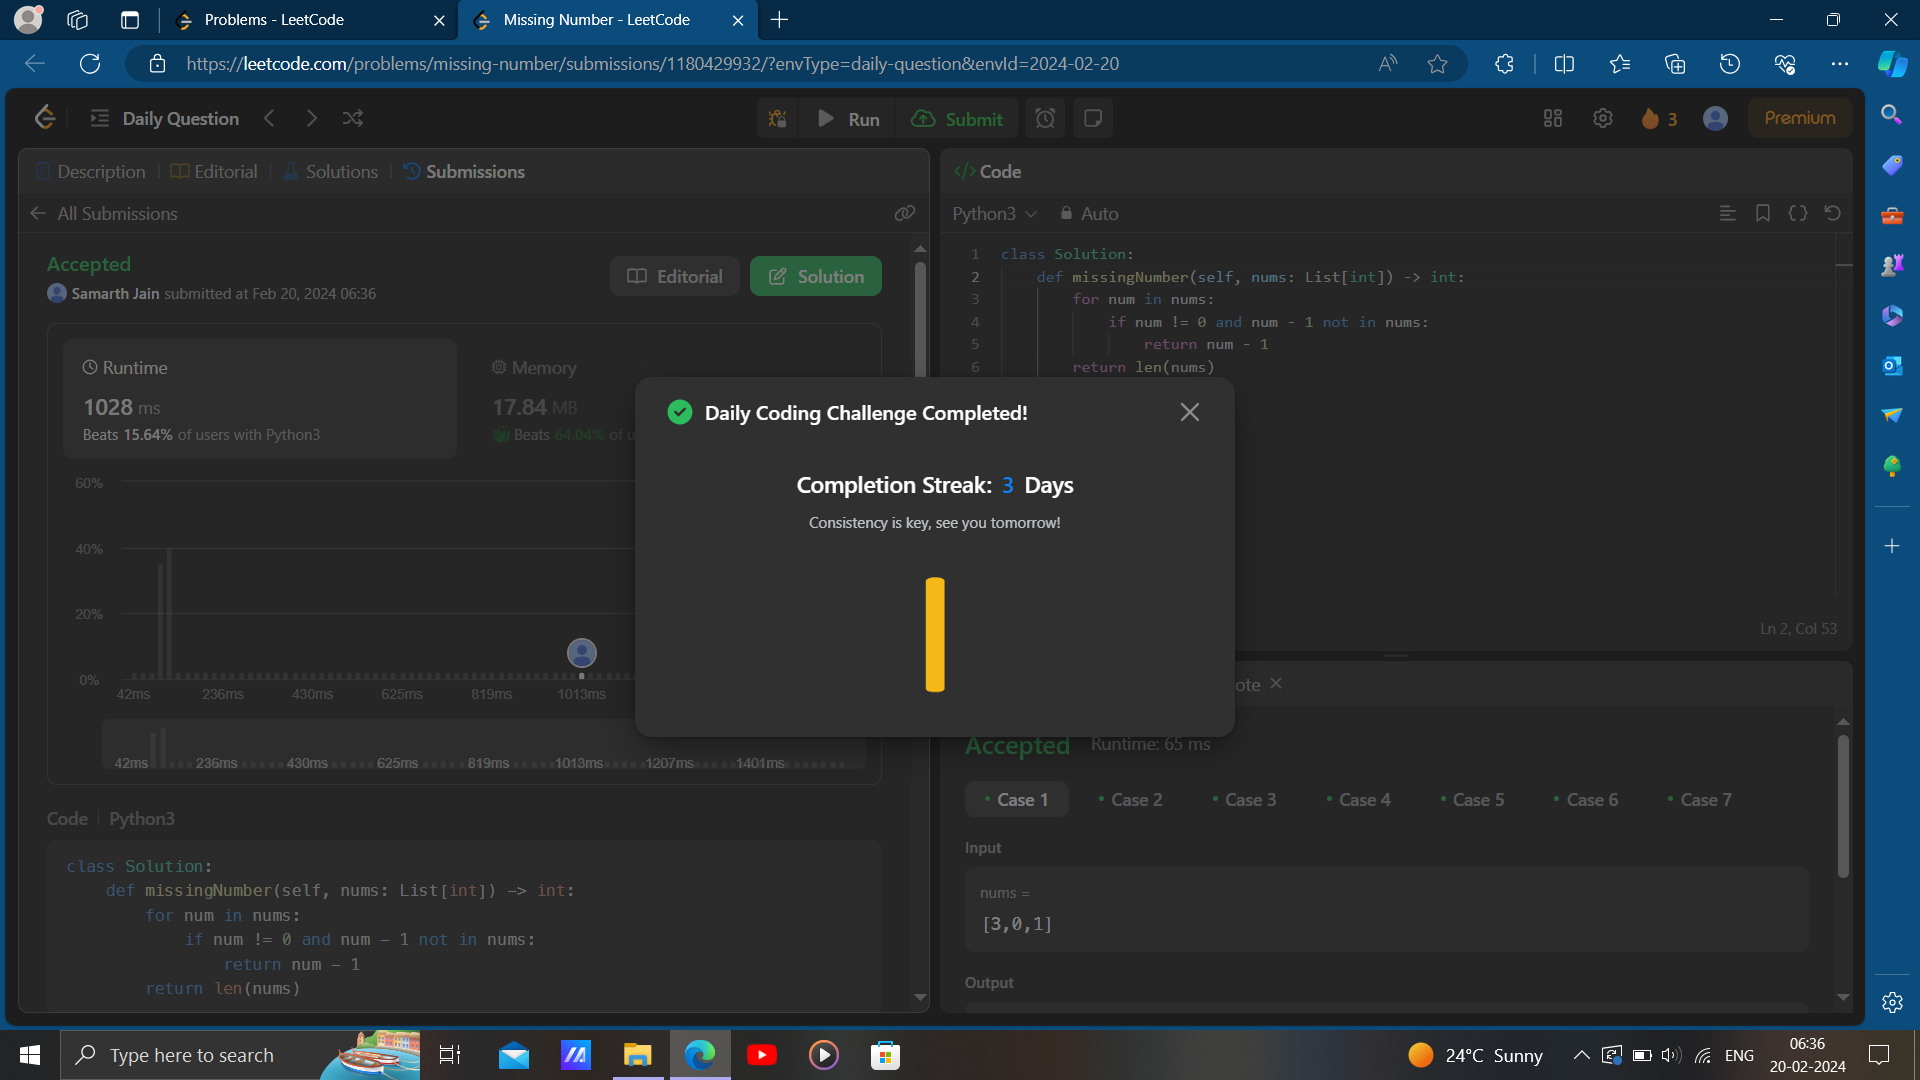 Problems - LeetCode
Missing Number - LeetCode
https://leetcode.com/problems/missing-number/submissions/1180429932/?envType=daily-question&envId=2024-02-20
Daily Question
Run
Submit
3
Premium
Description
Editorial
Solutions
Submissions
All Submissions
Accepted
Samarth Jain submitted at Feb 20, 2024 06:36
Editorial
Solution
Runtime
1028 ms
Beats 15.64% of users with Python3
Memory
17.84 MB
Beats 64.04% of u
60%
40%
20%
0%
42ms 236ms 430ms 625ms 819ms 1013ms
42ms 236ms 430ms 625ms 819ms 1013ms 1207ms 1401ms
Code | Python3
class Solution:
def missingNumber(self, nums: List[int]) -> int:
for num in nums:
if num != 0 and num - 1 not in nums:
return num - 1
return len(nums)
</> Code
Python3
Auto
1 class Solution:
2 def missingNumber(self, nums: List[int]) -> int:
3 for num in nums:
4 if num != 0 and num - 1 not in nums:
5 return num - 1
6 return len(nums)
Ln 2, Col 53
Daily Coding Challenge Completed!
Completion Streak: 3 Days
Consistency is key, see you tomorrow!
ote
Accepted
Runtime: 65 ms
Case 1
Case 2
Case 3
Case 4
Case 5
Case 6
Case 7
Input
nums =
[3,0,1]
Output
Type here to search
24°C Sunny
ENG
06:36
20-02-2024